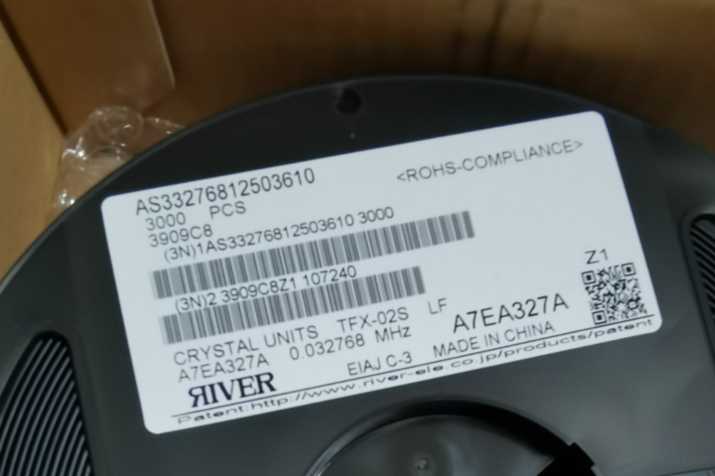 AS33276812503610
<ROHS-COMPLIANCE>
3000 PCS
3909C8
(3N)1AS33276812503610 3000
(3N)2 3909C8Z1 107240
Z1
CRYSTAL UNITS TFX-02S LF
A7EA327A
A7EA327A 0.032768 MHz
EIAJ C-3 MADE IN CHINA
RIVER
Patent:http://www.river-ele.co.jp/products/patent